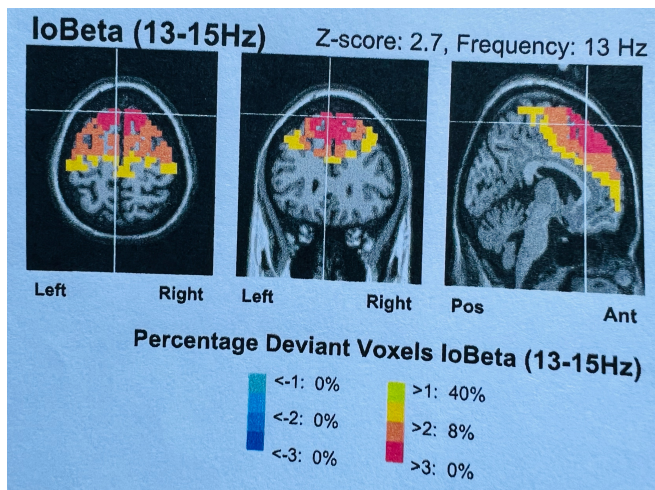 loBeta (13-15Hz)
Z-score: 2.7, Frequency: 13 Hz
Left Right
Left Right
Pos Ant
Percentage Deviant Voxels loBeta (13-15Hz)
<-1: 0%
<-2: 0%
<-3: 0%
>1: 40%
>2: 8%
>3: 0%